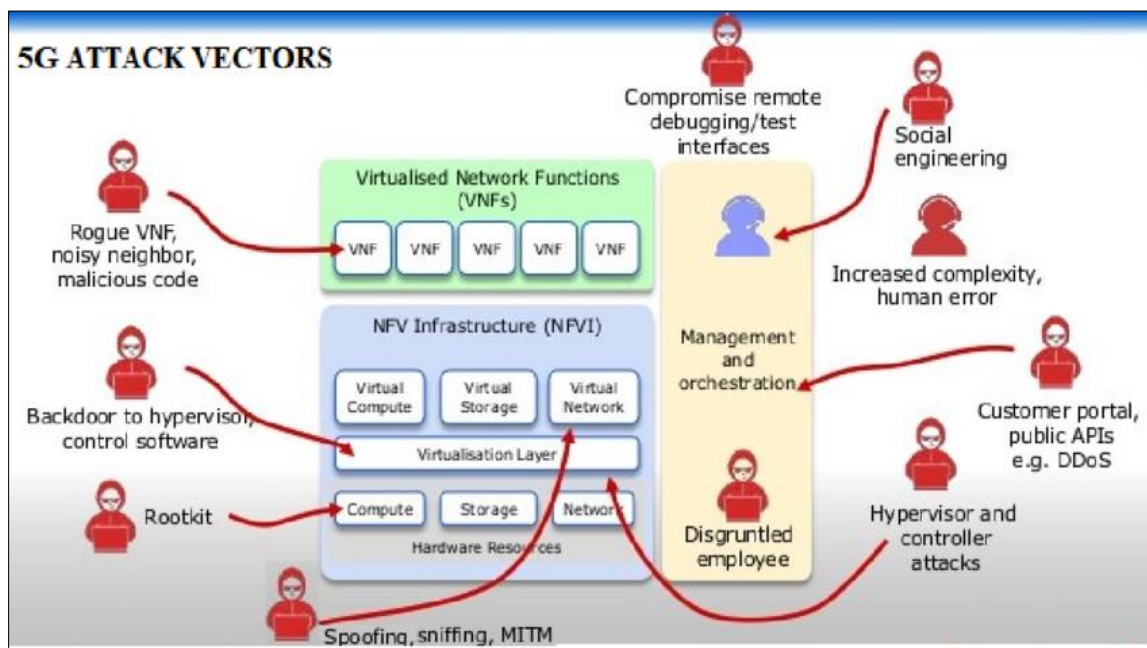 5G ATTACK VECTORS
Compromise remote
debugging/test
interfaces
Social
engineering
Rogue VNF,
noisy neighbor,
malicious code
Virtualised Network Functions
(VNFs)
VNF VNF VNF VNF VNF
Increased complexity,
human error
NFV Infrastructure (NFVI)
Management
and
orchestration
Backdoor to hypervisor,
control software
Virtual
Compute
Virtual
Storage
Virtual
Network
Virtualisation Layer
Customer portal,
public APIs
e.g. DDoS
Rootkit
Compute Storage Network
Hardware Resources
Disgruntled
employee
Hypervisor and
controller
attacks
Spoofing, sniffing, MITM